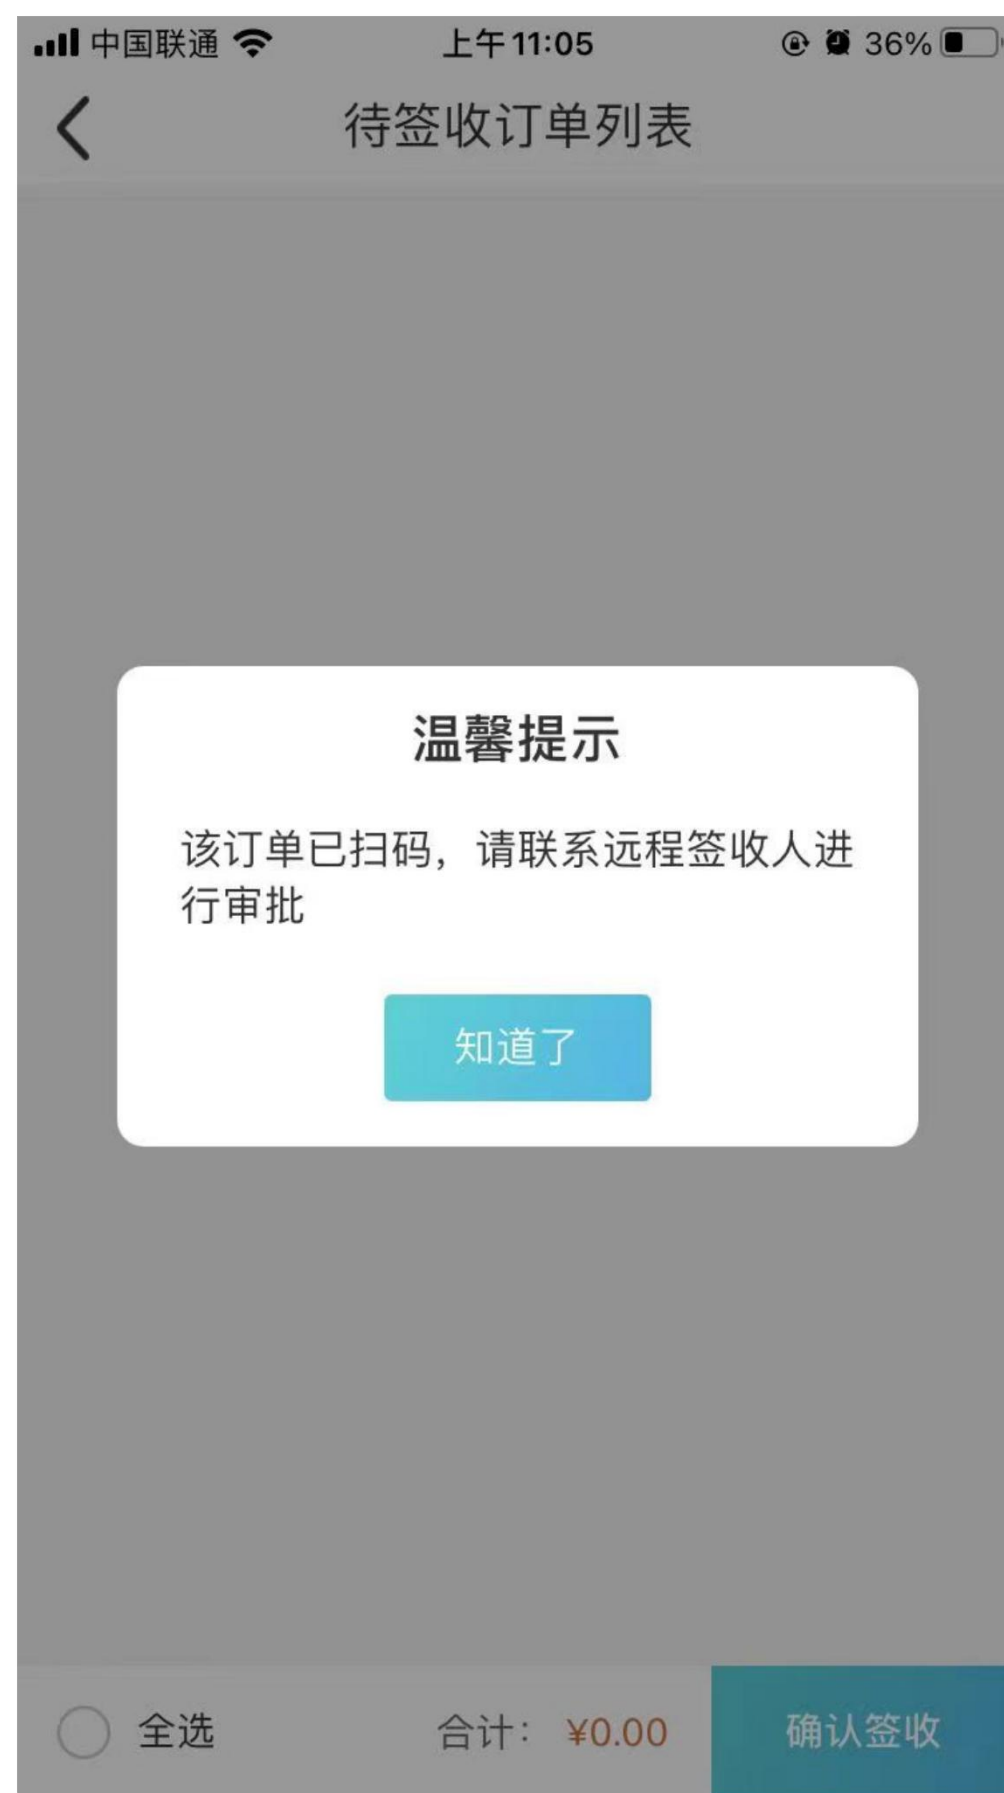 中国联通
上午11:05
36%
待签收订单列表
温馨提示
该订单已扫码，请联系远程签收人进
行审批
知道了
全选
合计：¥0.00
确认签收